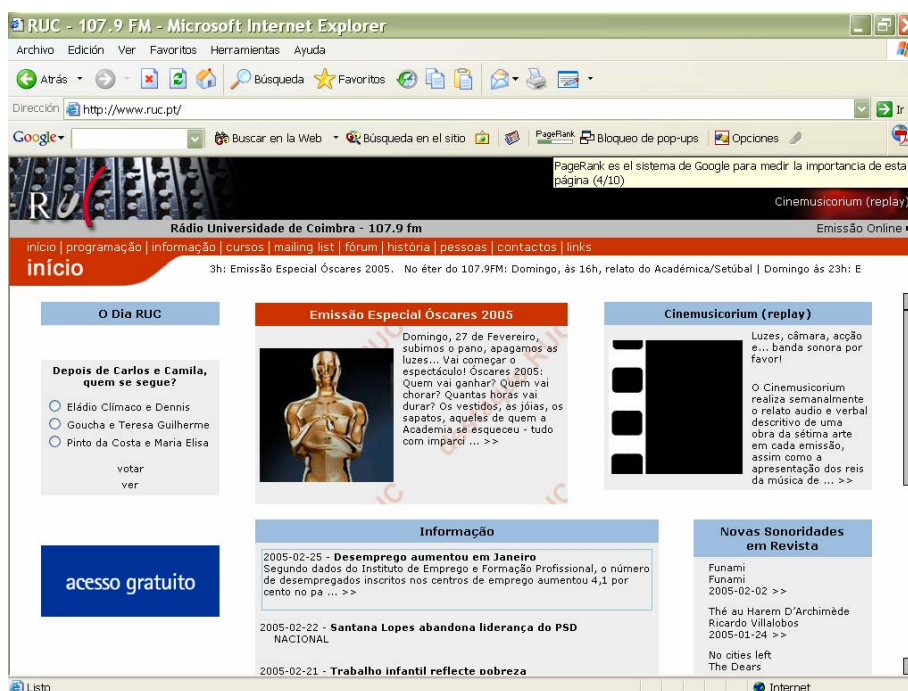 RUC - 107.9 FM - Microsoft Internet Explorer
Archivo Edición Ver Favoritos Herramientas Ayuda
Atrás Búsqueda Favoritos
Dirección http://www.ruc.pt/ Ir
Google Buscar en la Web Búsqueda en el sitio PageRank Bloqueo de pop-ups Opciones
PageRank es el sistema de Google para medir la importancia de esta
página (4/10)
RUC
Cinemusicorium (replay)
Rádio Universidade de Coimbra - 107.9 fm
Emissão Online
início | programação | informação | cursos | mailing list | fórum | história | pessoas | contactos | links
início
3h: Emissão Especial Óscares 2005. No éter do 107.9FM: Domingo, às 16h, relato do Académica/Setúbal | Domingo às 23h: E
O Dia RUC
Depois de Carlos e Camila,
quem se segue?
Eládio Clímaco e Dennis
Goucha e Teresa Guilherme
Pinto da Costa e Maria Elisa
votar
ver
acesso gratuito
Emissão Especial Óscares 2005
Domingo, 27 de Fevereiro,
subimos o pano, apagamos as
luzes... Vai começar o
espectáculo! Óscares 2005:
Quem vai ganhar? Quem vai
chorar? Quantas horas vai
durar? Os vestidos, as jóias, os
sapatos, aqueles de quem a
Academia se esqueceu - tudo
com imparci ... >>
destaque RUC
Cinemusicorium (replay)
Luzes, câmara, acção
e... banda sonora por
favor!
O Cinemusicorium
realiza semanalmente
o relato audio e verbal
descritivo de uma
obra da sétima arte
em cada emissão,
assim como a
apresentação dos reis
da música de ... >>
Informação
2005-02-25 - Desemprego aumentou em Janeiro
Segundo dados do Instituto de Emprego e Formação Profissional, o número
de desempregados inscritos nos centros de emprego aumentou 4,1 por
cento no pa ... >>
2005-02-22 - Santana Lopes abandona liderança do PSD
NACIONAL
2005-02-21 - Trabalho infantil reflecte pobreza
Novas Sonoridades
em Revista
Funami
Funami
2005-02-02 >>
Thé au Harem D'Archimède
Ricardo Villalobos
2005-01-24 >>
No cities left
The Dears
Listo
Internet